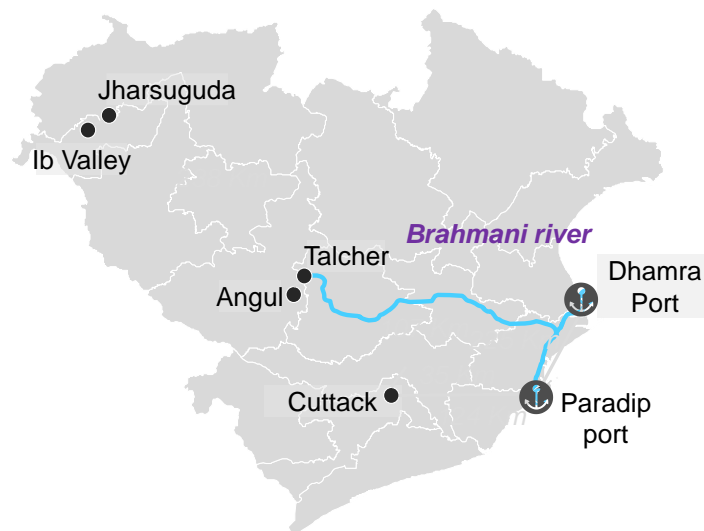 Jharsuguda
Ib Valley
Brahmani river
Talcher
Dhamra
Port
Angul
Cuttack
Paradip
port